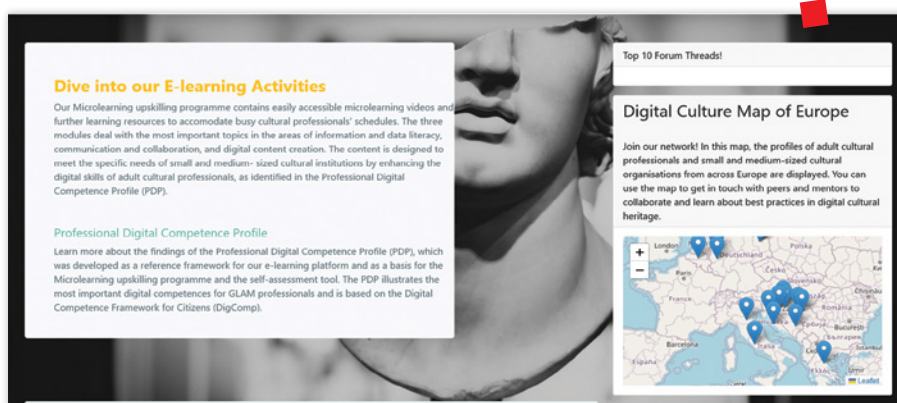 Dive into our E-learning Activities
Our Microlearning upskilling programme contains easily accessible microlearning videos and
further learning resources to accomodate busy cultural professionals' schedules. The three
modules deal with the most important topics in the areas of information and data literacy,
communication and collaboration, and digital content creation. The content is designed to
meet the specific needs of small and medium- sized cultural institutions by enhancing the
digital skills of adult cultural professionals, as identified in the Professional Digital
Competence Profile (PDP).
Professional Digital Competence Profile
Learn more about the findings of the Professional Digital Competence Profile (PDP), which
was developed as a reference framework for our e-learning platform and as a basis for the
Microlearning upskilling programme and the self-assessment tool. The PDP illustrates the
most important digital competences for GLAM professionals and is based on the Digital
Competence Framework for Citizens (DigComp).
Top 10 Forum Threads!
Digital Culture Map of Europe
Join our network! In this map, the profiles of adult cultural
professionals and small and medium-sized cultural
organisations from across Europe are displayed. You can
use the map to get in touch with peers and mentors to
collaborate and learn about best practices in digital cultural
heritage.
+
−
London
Polska
Deutschland
Paris
Česko
Slovensko
France
Chișinău
România
București
Barcelona
Italia
България
Istanbul
España
İzmir
Leaflet